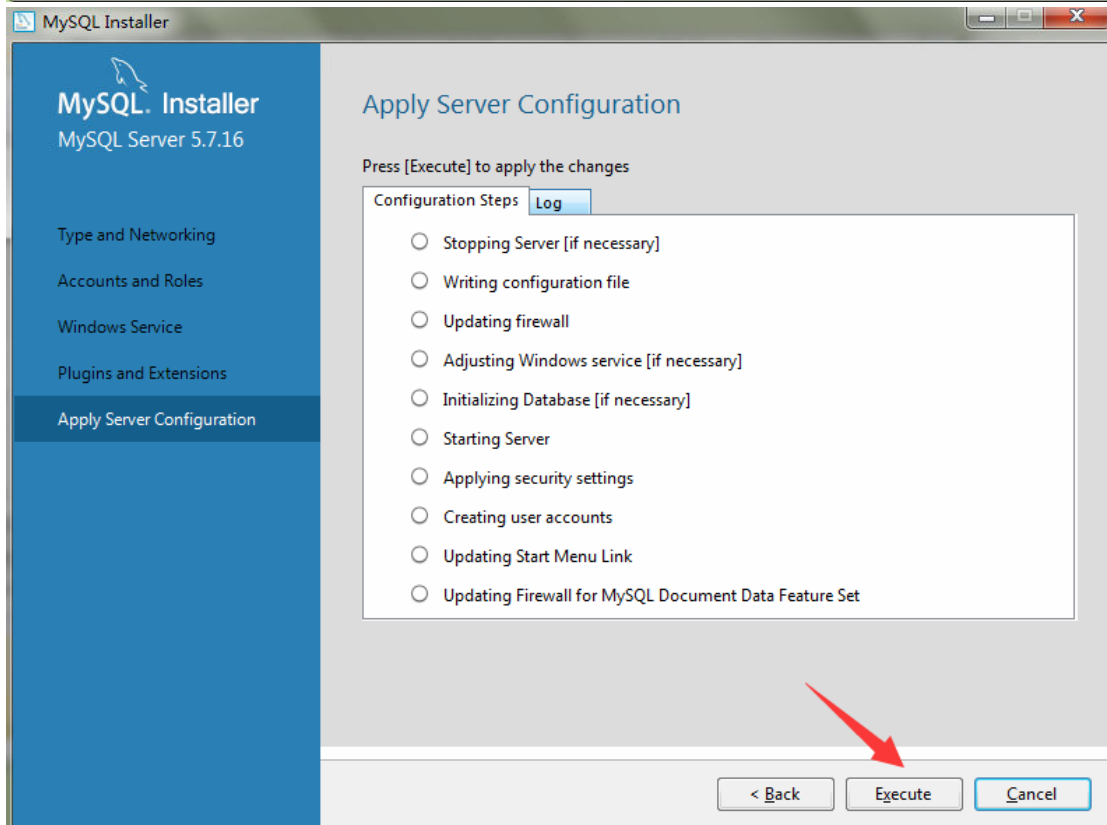 MySQL Installer
MySQL. Installer
MySQL Server 5.7.16
Type and Networking
Accounts and Roles
Windows Service
Plugins and Extensions
Apply Server Configuration
Apply Server Configuration
Press [Execute] to apply the changes
Configuration Steps
Log
Stopping Server [if necessary]
Writing configuration file
Updating firewall
Adjusting Windows service [if necessary]
Initializing Database [if necessary]
Starting Server
Applying security settings
Creating user accounts
Updating Start Menu Link
Updating Firewall for MySQL Document Data Feature Set
< Back
Execute
Cancel